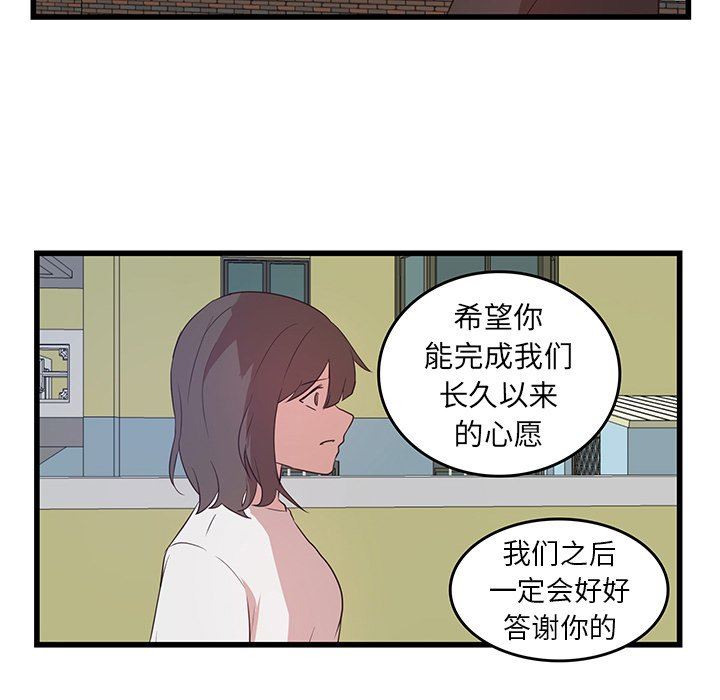 希望你
能完成我们
长久以来
的心愿
我们之后
一定会好好
答谢你的